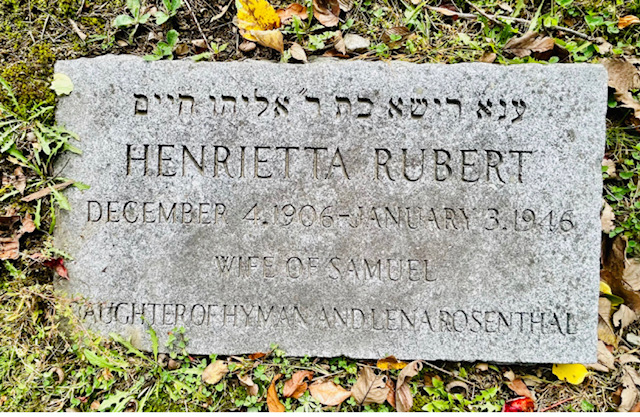 ענא רישא בת ר׳ אליהו חיים
HENRIETTA RUBERT
DECEMBER 4.1906-JANUARY 3.1946
WIFE OF SAMUEL
DAUGHTER OF HYMAN AND LENA ROSENTHAL